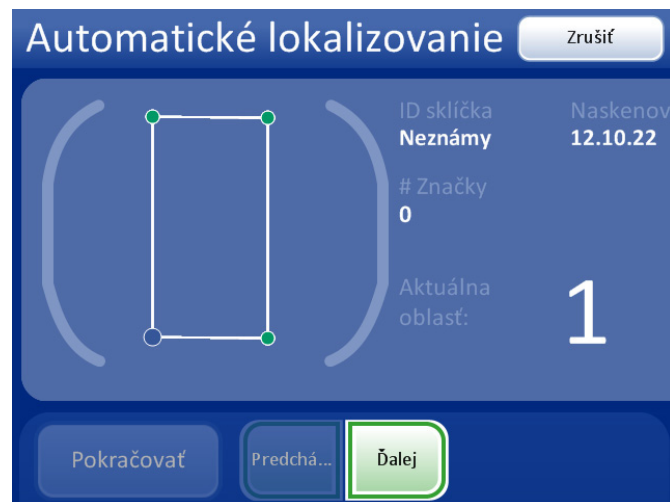 Automatické lokalizovanie
Zrušiť
ID sklíčka
Naskenov
Neznámy
12.10.22
# Značky
0
Aktuálna
oblasť:
1
Pokračovať
Predchá...
Ďalej